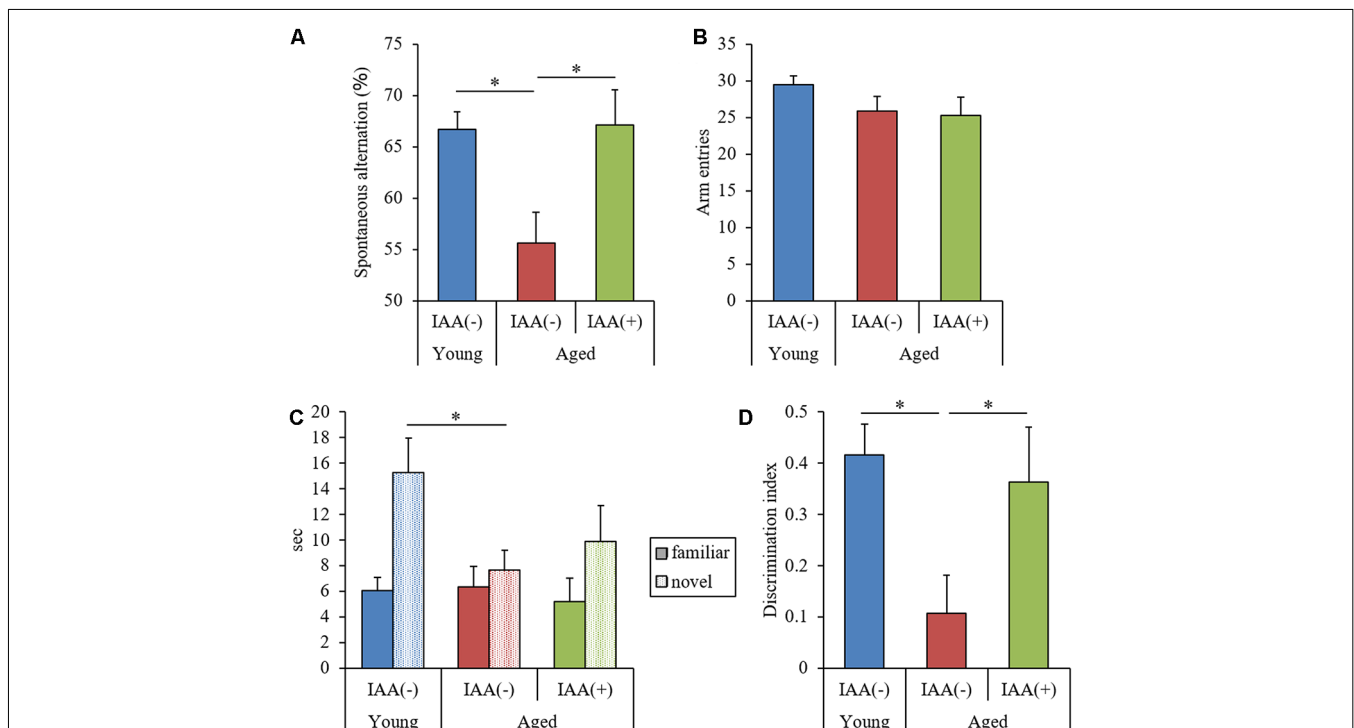 A
Spontaneous alternation (%)
75
70
65
60
55
50
*
*
IAA(-)
IAA(-)
IAA(+)
Young
Aged
B
Arm entries
35
30
25
20
15
10
5
0
IAA(-)
IAA(-)
IAA(+)
Young
Aged
C
sec
20
18
16
14
12
10
8
6
4
2
0
*
familiar
novel
IAA(-)
IAA(-)
IAA(+)
Young
Aged
D
Discrimination index
0.5
0.4
0.3
0.2
0.1
0
*
*
IAA(-)
IAA(-)
IAA(+)
Young
Aged